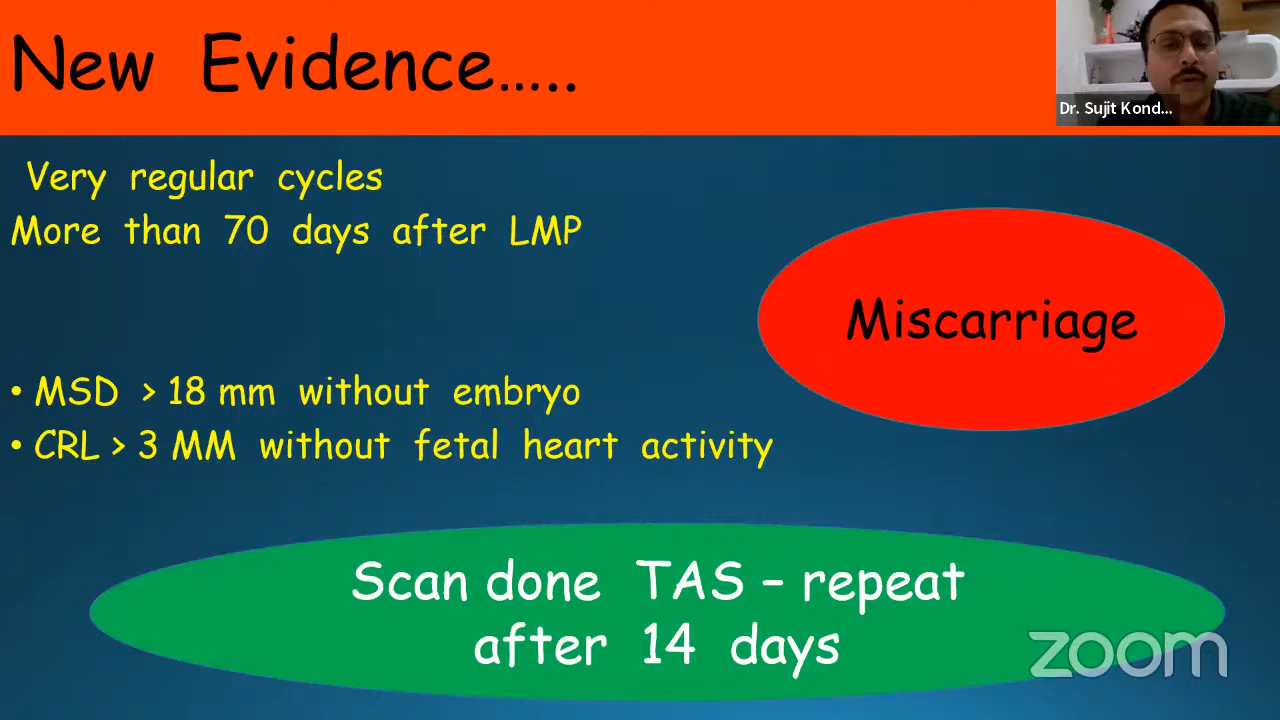 New Evidence…..
Dr. Sujit Kond...
Very regular cycles
More than 70 days after LMP
Miscarriage
• MSD > 18 mm without embryo
• CRL > 3 MM without fetal heart activity
Scan done TAS – repeat
after 14 days
zoom